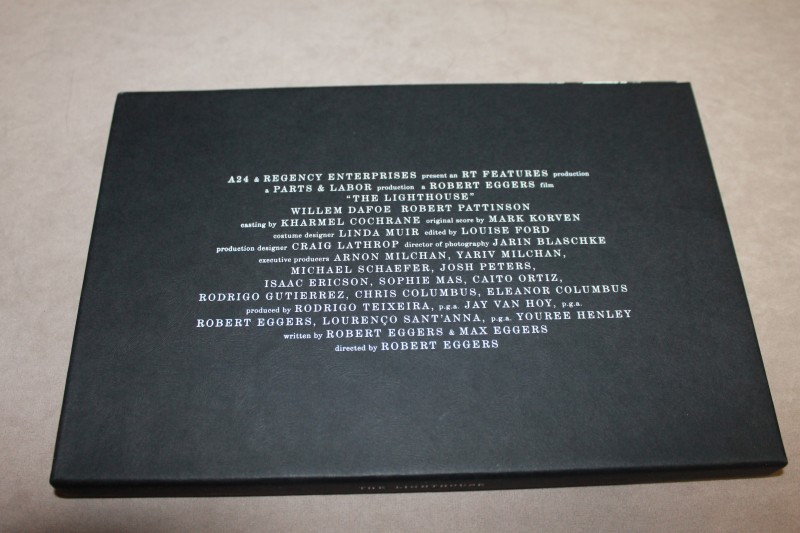 A24 & REGENCY ENTERPRISES present an RT FEATURES production
a PARTS & LABOR production a ROBERT EGGERS film
"THE LIGHTHOUSE"
WILLEM DAFOE ROBERT PATTINSON
casting by KHARMEL COCHRANE original score by MARK KORVEN
costume designer LINDA MUIR edited by LOUISE FORD
production designer CRAIG LATHROP director of photography JARIN BLASCHKE
executive producers ARNON MILCHAN, YARIV MILCHAN,
MICHAEL SCHAEFER, JOSH PETERS,
ISAAC ERICSON, SOPHIE MAS, CAITO ORTIZ,
RODRIGO GUTIERREZ, CHRIS COLUMBUS, ELEANOR COLUMBUS
produced by RODRIGO TEIXEIRA, p.g.a. JAY VAN HOY, p.g.a.
ROBERT EGGERS, LOURENÇO SANT'ANNA, p.g.a. YOUREE HENLEY
written by ROBERT EGGERS & MAX EGGERS
directed by ROBERT EGGERS
THE LIGHTHOUSE